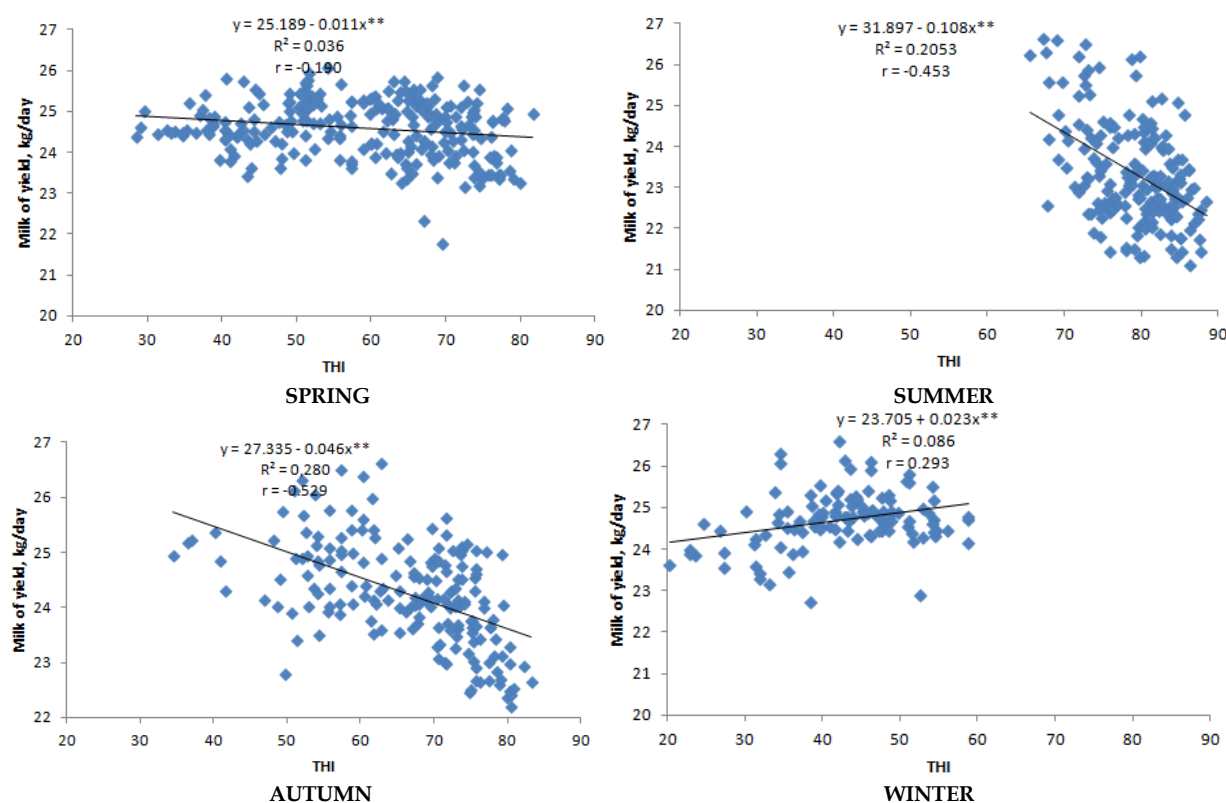 y = 25.189 - 0.011x**
R² = 0.036
r = -0.190
27
26
25
24
23
22
21
20
Milk of yield, kg/day
20 30 40 50 60 70 80 90
THI
SPRING
y = 31.897 - 0.108x**
R² = 0.2053
r = -0.453
27
26
25
24
23
22
21
20
Milk of yield, kg/day
20 30 40 50 60 70 80 90
THI
SUMMER
y = 27.335 - 0.046x**
R² = 0.280
r = -0.529
27
26
25
24
23
22
Milk of yield, kg/day
20 30 40 50 60 70 80 90
THI
AUTUMN
y = 23.705 + 0.023x**
R² = 0.086
r = 0.293
27
26
25
24
23
22
21
20
Milk of yield, kg/day
20 30 40 50 60 70 80 90
THI
WINTER